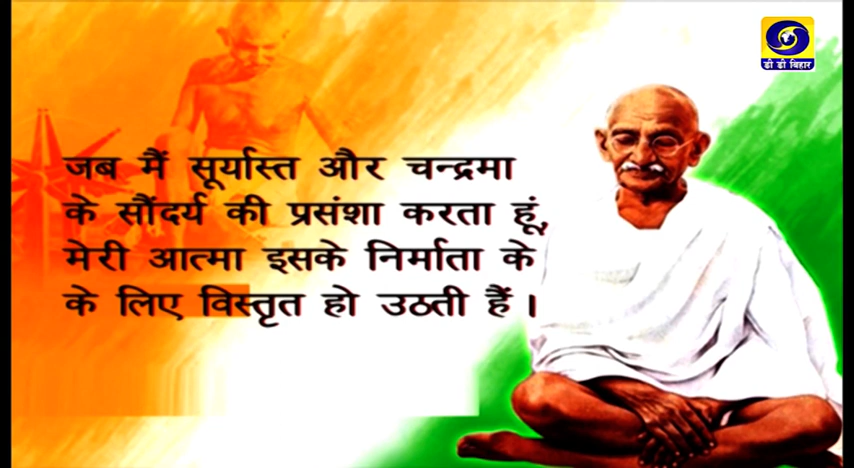 डी डी बिहार
जब मैं सूर्यास्त और चन्द्रमा
के सौंदर्य की प्रसंशा करता हूं,
मेरी आत्मा इसके निर्माता के
के लिए विस्तृत हो उठती हैं।